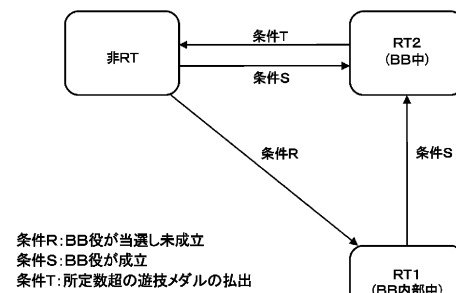 条件T
非RT
RT2
(BB中)
条件S
条件R
条件S
条件R:BB役が当選し未成立
条件S:BB役が成立
条件T:所定数超の遊技メダルの払出
RT1
(BB内部中)